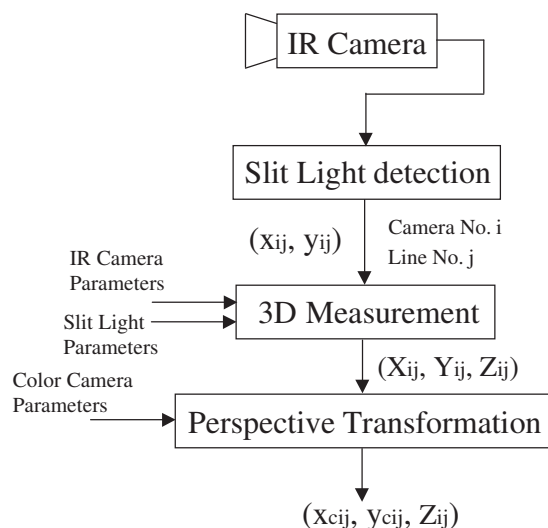 IR Camera
Slit Light detection
(xij, yij)
Camera No. i
Line No. j
IR Camera
Parameters
Slit Light
Parameters
3D Measurement
(Xij, Yij, Zij)
Color Camera
Parameters
Perspective Transformation
(xcij, ycij, Zij)